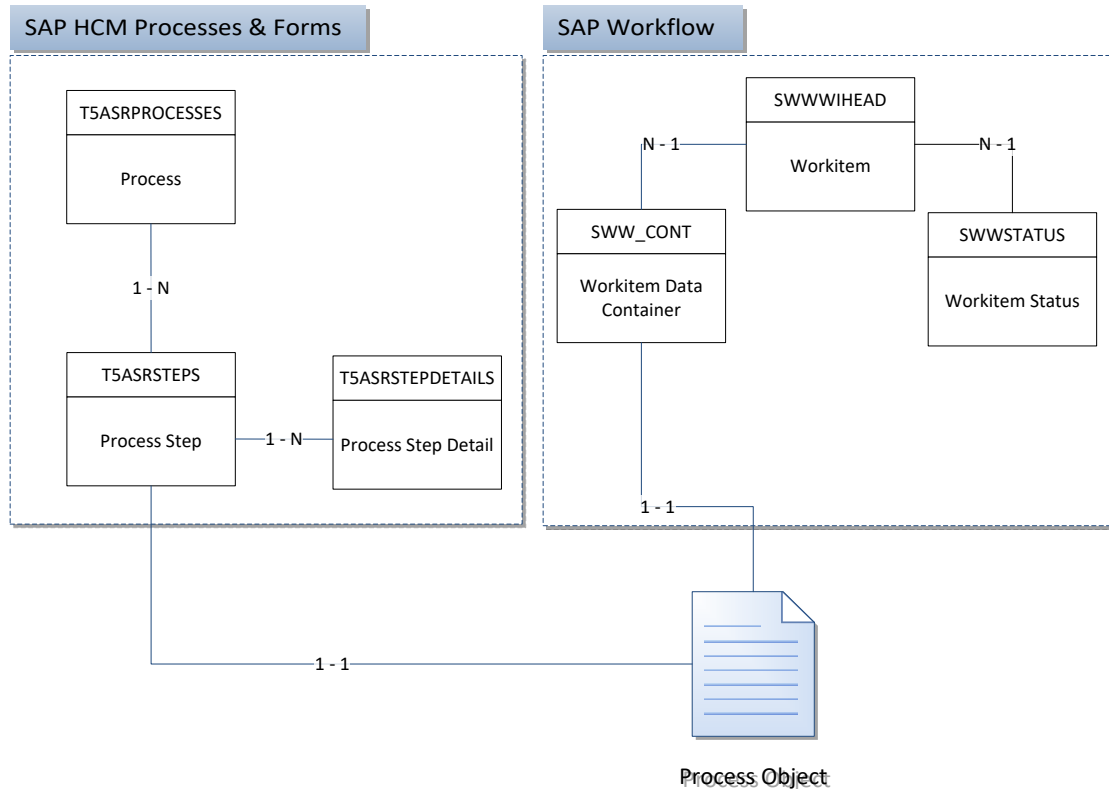 SAP HCM Processes & Forms
SAP Workflow
T5ASRPROCESSES
Process
1 - N
T5ASRSTEPS
Process Step
1 - N
T5ASRSTEPDETAILS
Process Step Detail
SWWWIHEAD
Workitem
N - 1
N - 1
SWW_CONT
Workitem Data
Container
SWWSTATUS
Workitem Status
1 - 1
1 - 1
Process Object